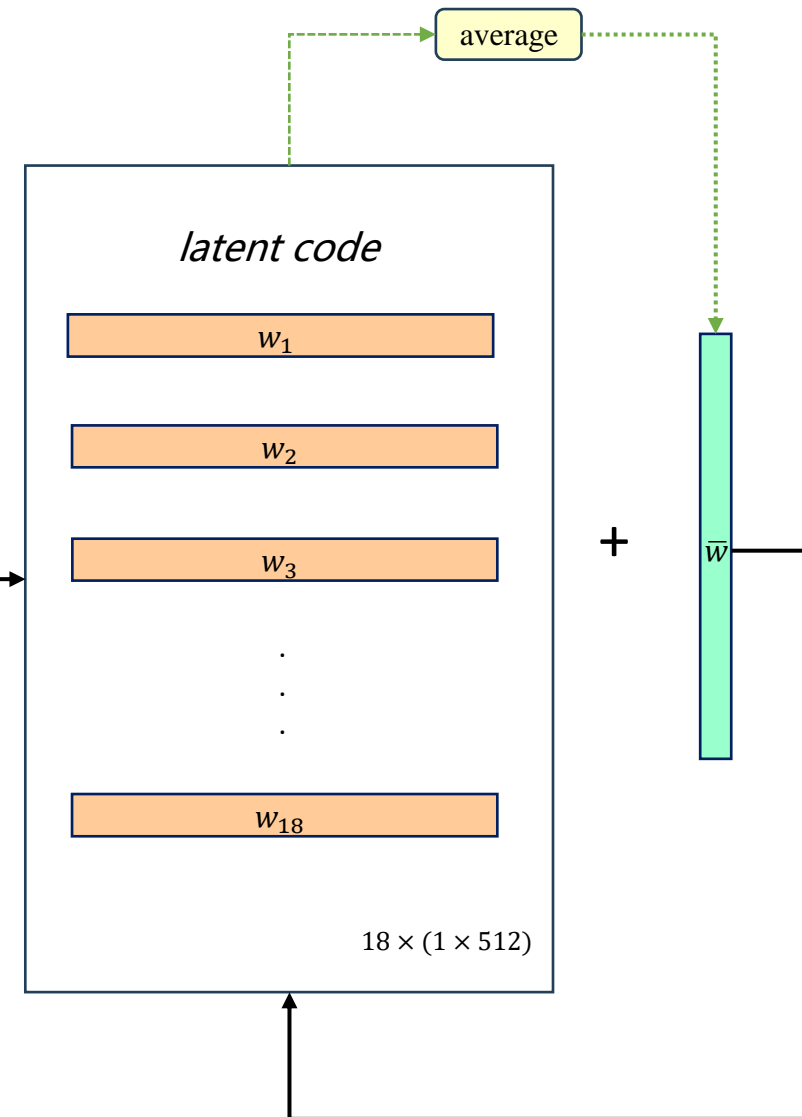 average
latent code
w₁
w₂
w₃
+
w̅
.
.
.
w₁₈
18 × (1 × 512)